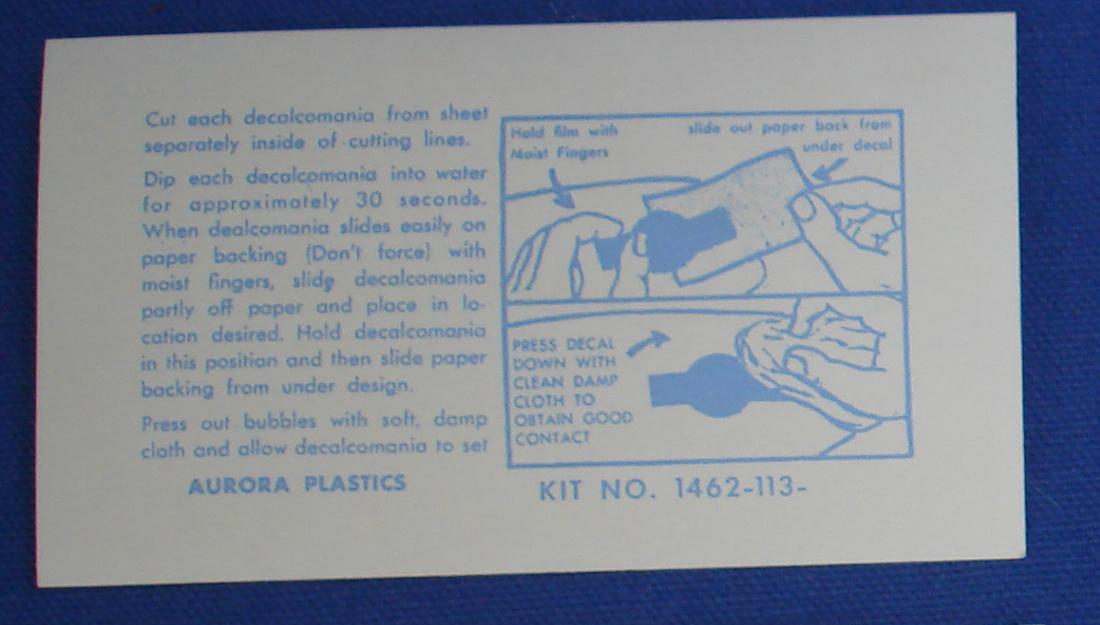 Cut each decalcomania from sheet
separately inside of cutting lines.
Dip each decalcomania into water
for approximately 30 seconds.
When dealcomania slides easily on
paper backing (Don't force) with
moist fingers, slide decalcomania
partly off paper and place in lo-
cation desired. Hold decalcomania
in this position and then slide paper
backing from under design.
Press out bubbles with soft, damp
cloth and allow decalcomania to set
AURORA PLASTICS
Hold film with
Moist Fingers
slide out paper back from
under decal
PRESS DECAL
DOWN WITH
CLEAN DAMP
CLOTH TO
OBTAIN GOOD
CONTACT
KIT NO. 1462-113-